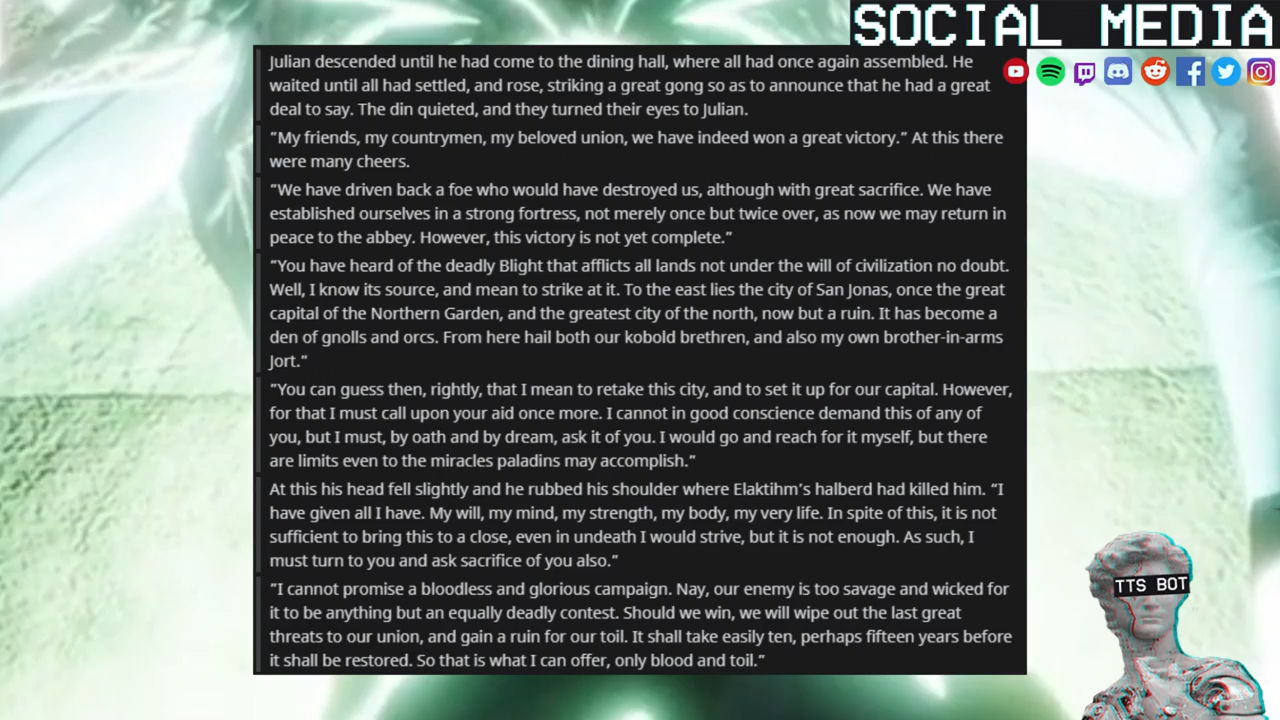 SOCIAL MEDIA
Julian descended until he had come to the dining hall, where all had once again assembled. He
waited until all had settled, and rose, striking a great gong so as to announce that he had a great
deal to say. The din quieted, and they turned their eyes to Julian.
“My friends, my countrymen, my beloved union, we have indeed won a great victory.” At this there
were many cheers.
“We have driven back a foe who would have destroyed us, although with great sacrifice. We have
established ourselves in a strong fortress, not merely once but twice over, as now we may return in
peace to the abbey. However, this victory is not yet complete.”
“You have heard of the deadly Blight that afflicts all lands not under the will of civilization no doubt.
Well, I know its source, and mean to strike at it. To the east lies the city of San Jonas, once the great
capital of the Northern Garden, and the greatest city of the north, now but a ruin. It has become a
den of gnolls and orcs. From here hail both our kobold brethren, and also my own brother-in-arms
Jort.”
“You can guess then, rightly, that I mean to retake this city, and to set it up for our capital. However,
for that I must call upon your aid once more. I cannot in good conscience demand this of any of
you, but I must, by oath and by dream, ask it of you. I would go and reach for it myself, but there
are limits even to the miracles paladins may accomplish.”
At this his head fell slightly and he rubbed his shoulder where Elaktihm’s halberd had killed him. “I
have given all I have. My will, my mind, my strength, my body, my very life. In spite of this, it is not
sufficient to bring this to a close, even in undeath I would strive, but it is not enough. As such, I
must turn to you and ask sacrifice of you also.”
“I cannot promise a bloodless and glorious campaign. Nay, our enemy is too savage and wicked for
it to be anything but an equally deadly contest. Should we win, we will wipe out the last great
threats to our union, and gain a ruin for our toil. It shall take easily ten, perhaps fifteen years before
it shall be restored. So that is what I can offer, only blood and toil.”
TTS BOT